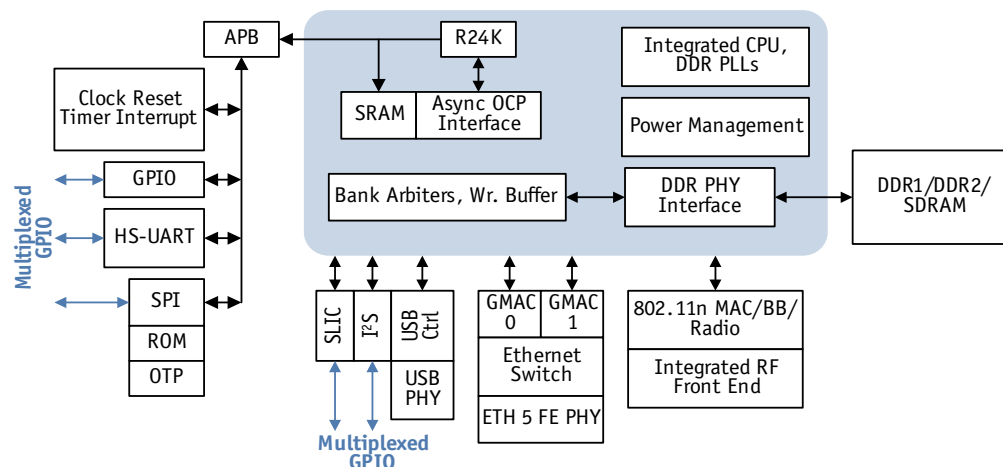 APB
R24K
Integrated CPU,
DDR PLLs
Clock Reset
Timer Interrupt
SRAM
Async OCP
Interface
Power Management
GPIO
Bank Arbiters, Wr. Buffer
DDR PHY
Interface
DDR1/DDR2/
SDRAM
Multiplexed
GPIO
HS-UART
SPI
ROM
OTP
SLIC
I²S
USB
Ctrl
USB
PHY
GMAC
0
GMAC
1
Ethernet
Switch
ETH 5 FE PHY
802.11n MAC/BB/
Radio
Integrated RF
Front End
Multiplexed
GPIO